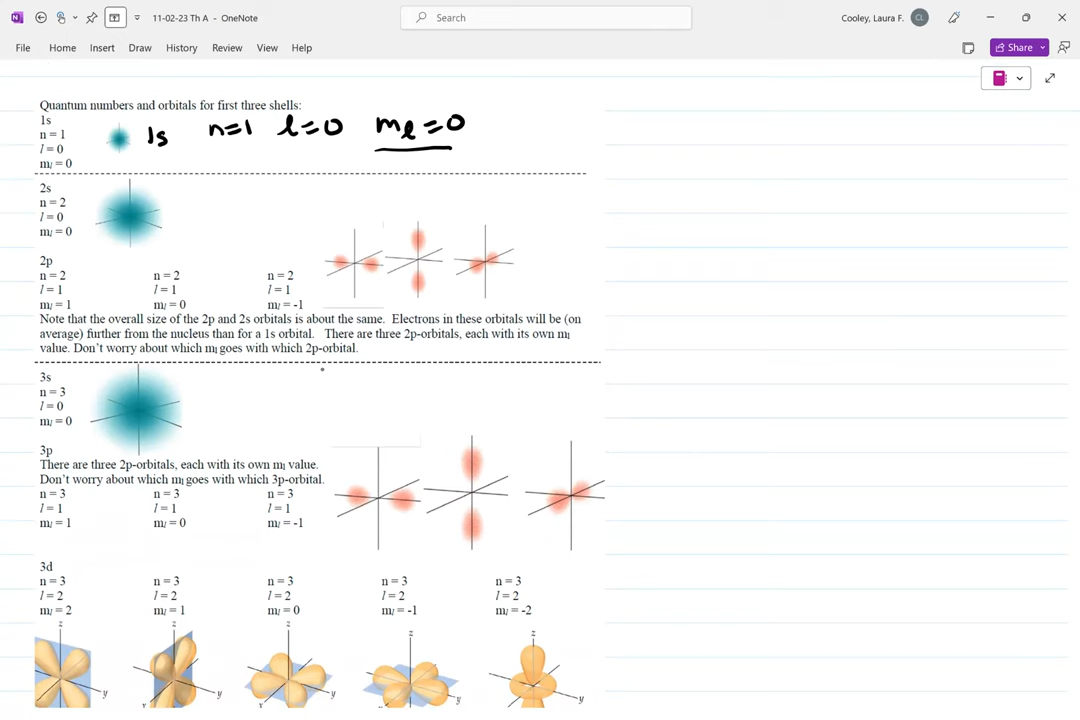 11-02-23 Th A - OneNote
Search
Cooley, Laura F.
CL
File Home Insert Draw History Review View Help
Share
Quantum numbers and orbitals for first three shells:
1s
n = 1
l = 0
ml = 0
1s n=1 l=0 ml=0
2s
n = 2
l = 0
ml = 0
2p
n = 2 n = 2 n = 2
l = 1 l = 1 l = 1
ml = 1 ml = 0 ml = -1
Note that the overall size of the 2p and 2s orbitals is about the same. Electrons in these orbitals will be (on
average) further from the nucleus than for a 1s orbital. There are three 2p-orbitals, each with its own ml
value. Don't worry about which ml goes with which 2p-orbital.
3s
n = 3
l = 0
ml = 0
3p
There are three 2p-orbitals, each with its own ml value.
Don't worry about which ml goes with which 3p-orbital.
n = 3 n = 3 n = 3
l = 1 l = 1 l = 1
ml = 1 ml = 0 ml = -1
3d
n = 3 n = 3 n = 3 n = 3 n = 3
l = 2 l = 2 l = 2 l = 2 l = 2
ml = 2 ml = 1 ml = 0 ml = -1 ml = -2
z z z z z
y y y y y
x x